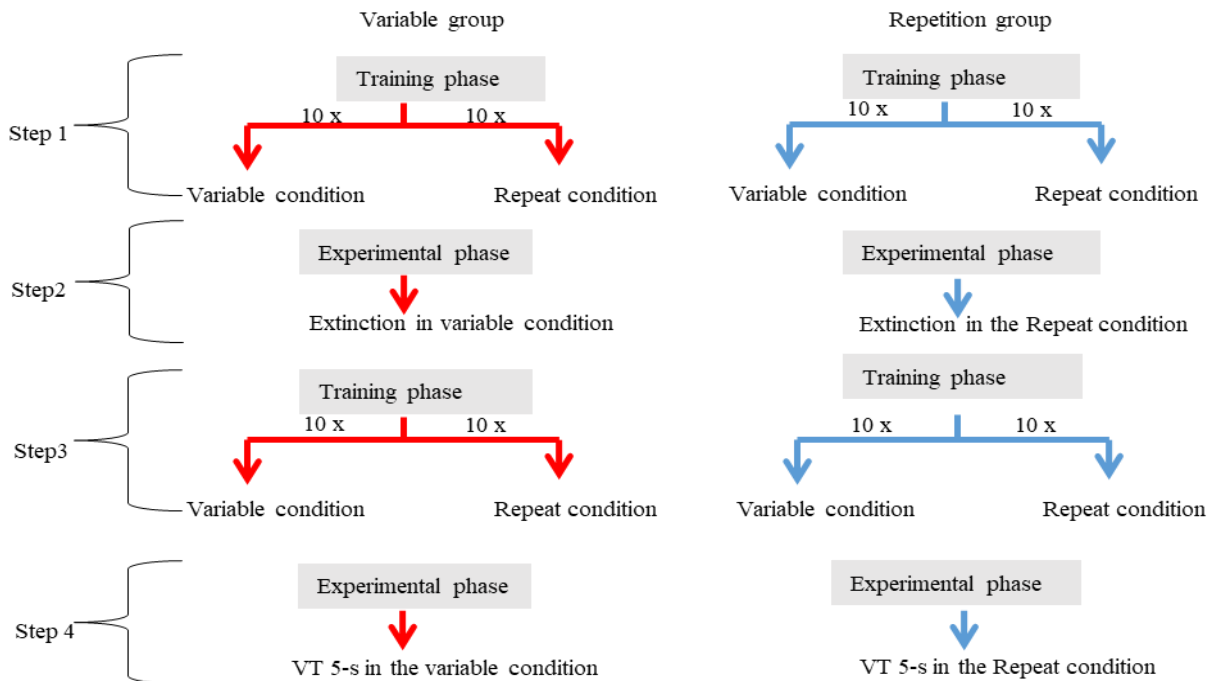 Variable group
Repetition group
Step 1
Training phase
10 x
10 x
Variable condition
Repeat condition
Training phase
10 x
10 x
Variable condition
Repeat condition
Step2
Experimental phase
Extinction in variable condition
Experimental phase
Extinction in the Repeat condition
Step3
Training phase
10 x
10 x
Variable condition
Repeat condition
Training phase
10 x
10 x
Variable condition
Repeat condition
Step 4
Experimental phase
VT 5-s in the variable condition
Experimental phase
VT 5-s in the Repeat condition